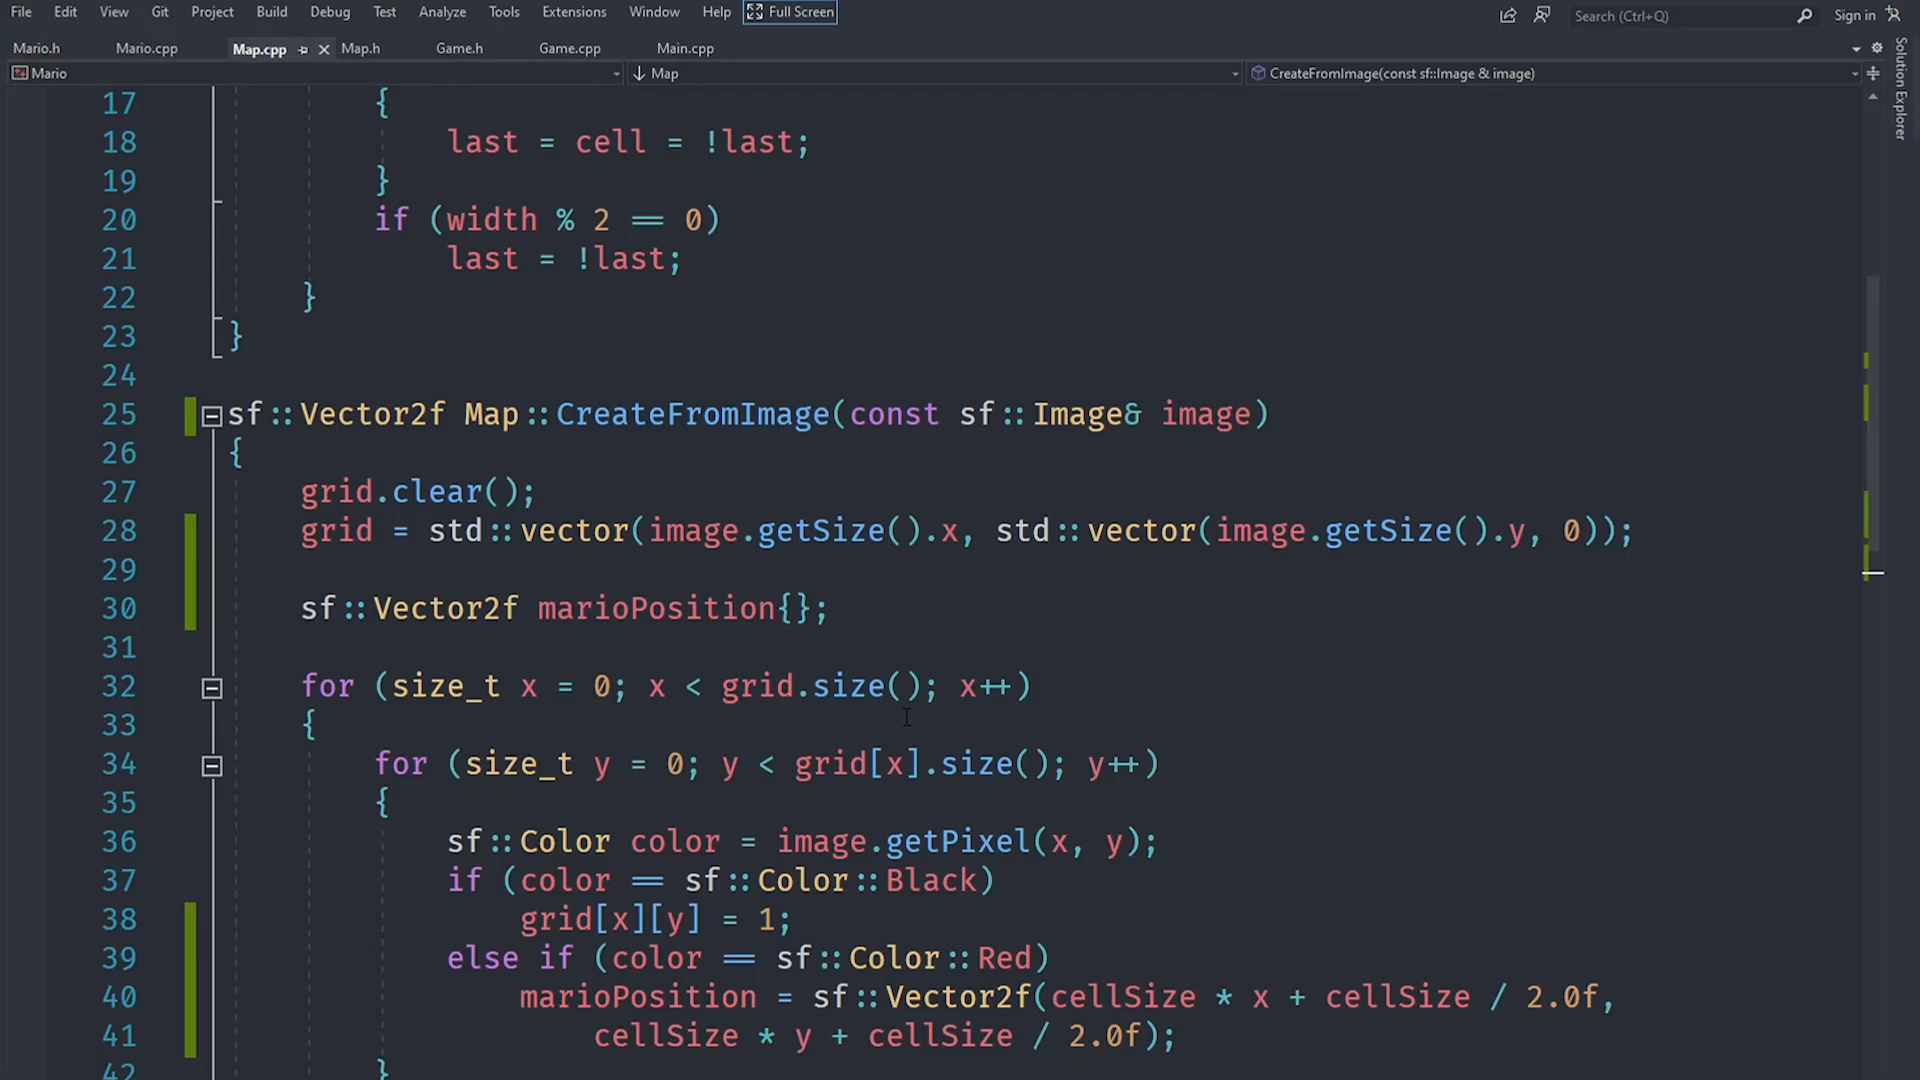 File Edit View Git Project Build Debug Test Analyze Tools Extensions Window Help Full Screen Search (Ctrl+Q) Sign in
Mario.h Mario.cpp Map.cpp Map.h Game.h Game.cpp Main.cpp
Mario Map CreateFromImage(const sf::Image & image)
Solution Explorer
17 {
18 last = cell = !last;
19 }
20 if (width % 2 == 0)
21 last = !last;
22 }
23 }
24
25 sf::Vector2f Map::CreateFromImage(const sf::Image& image)
26 {
27 grid.clear();
28 grid = std::vector(image.getSize().x, std::vector(image.getSize().y, 0));
29
30 sf::Vector2f marioPosition{};
31
32 for (size_t x = 0; x < grid.size(); x++)
33 {
34 for (size_t y = 0; y < grid[x].size(); y++)
35 {
36 sf::Color color = image.getPixel(x, y);
37 if (color == sf::Color::Black)
38 grid[x][y] = 1;
39 else if (color == sf::Color::Red)
40 marioPosition = sf::Vector2f(cellSize * x + cellSize / 2.0f,
41 cellSize * y + cellSize / 2.0f);
42 }